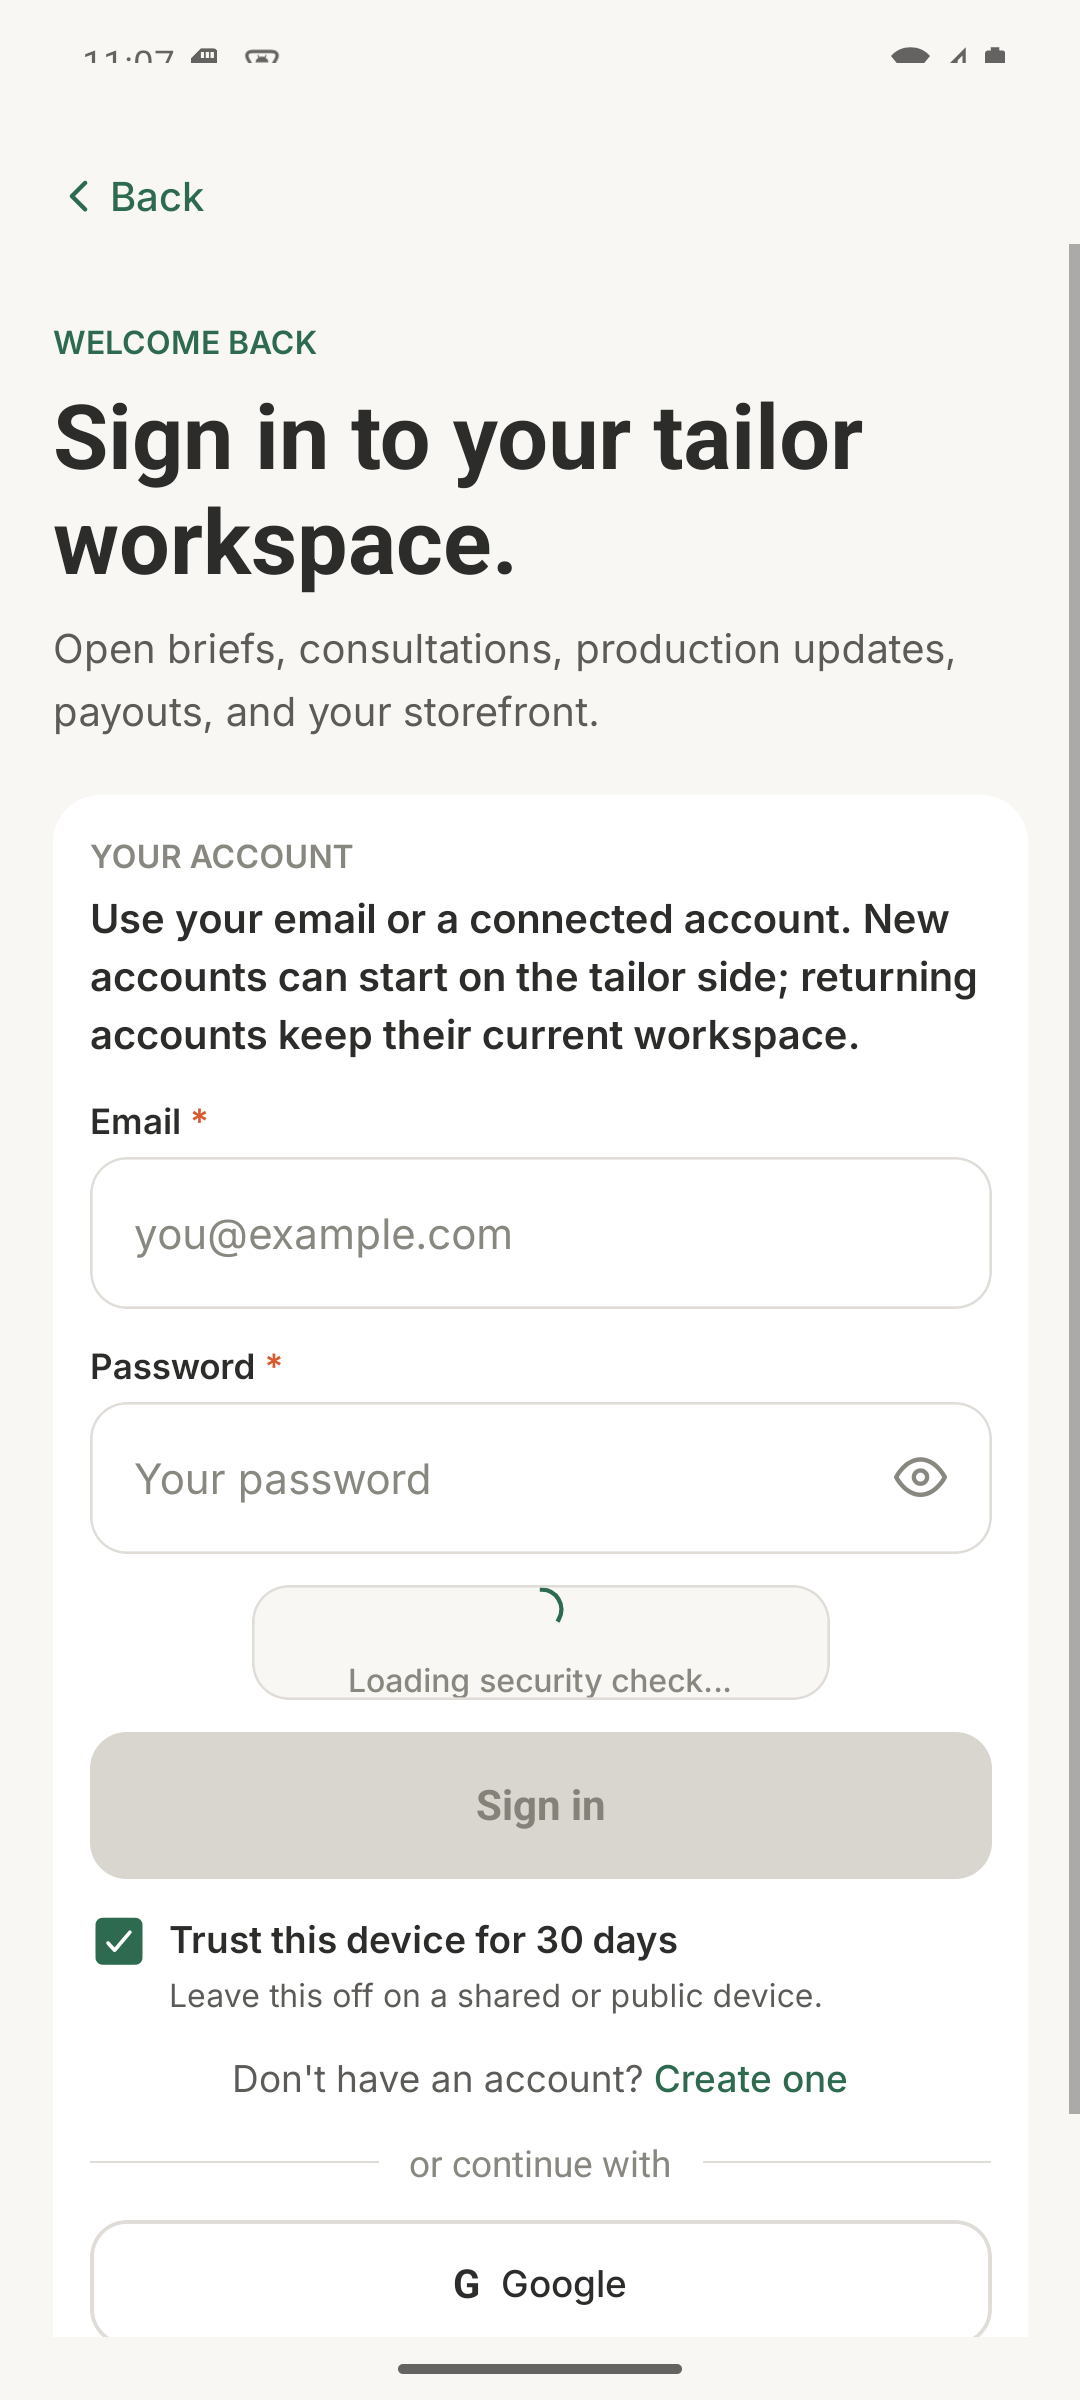 11:07
Back
WELCOME BACK
Sign in to your tailor
workspace.
Open briefs, consultations, production updates,
payouts, and your storefront.
YOUR ACCOUNT
Use your email or a connected account. New
accounts can start on the tailor side; returning
accounts keep their current workspace.
Email *
you@example.com
Password *
Your password
Loading security check...
Sign in
Trust this device for 30 days
Leave this off on a shared or public device.
Don't have an account? Create one
or continue with
G Google